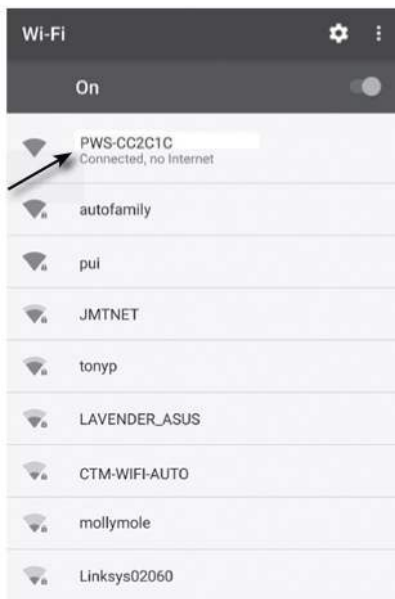 Wi-Fi
On
PWS-CC2C1C
Connected, no Internet
autofamily
pui
JMTNET
tonyp
LAVENDER_ASUS
CTM-WIFI-AUTO
mollymole
Linksys02060